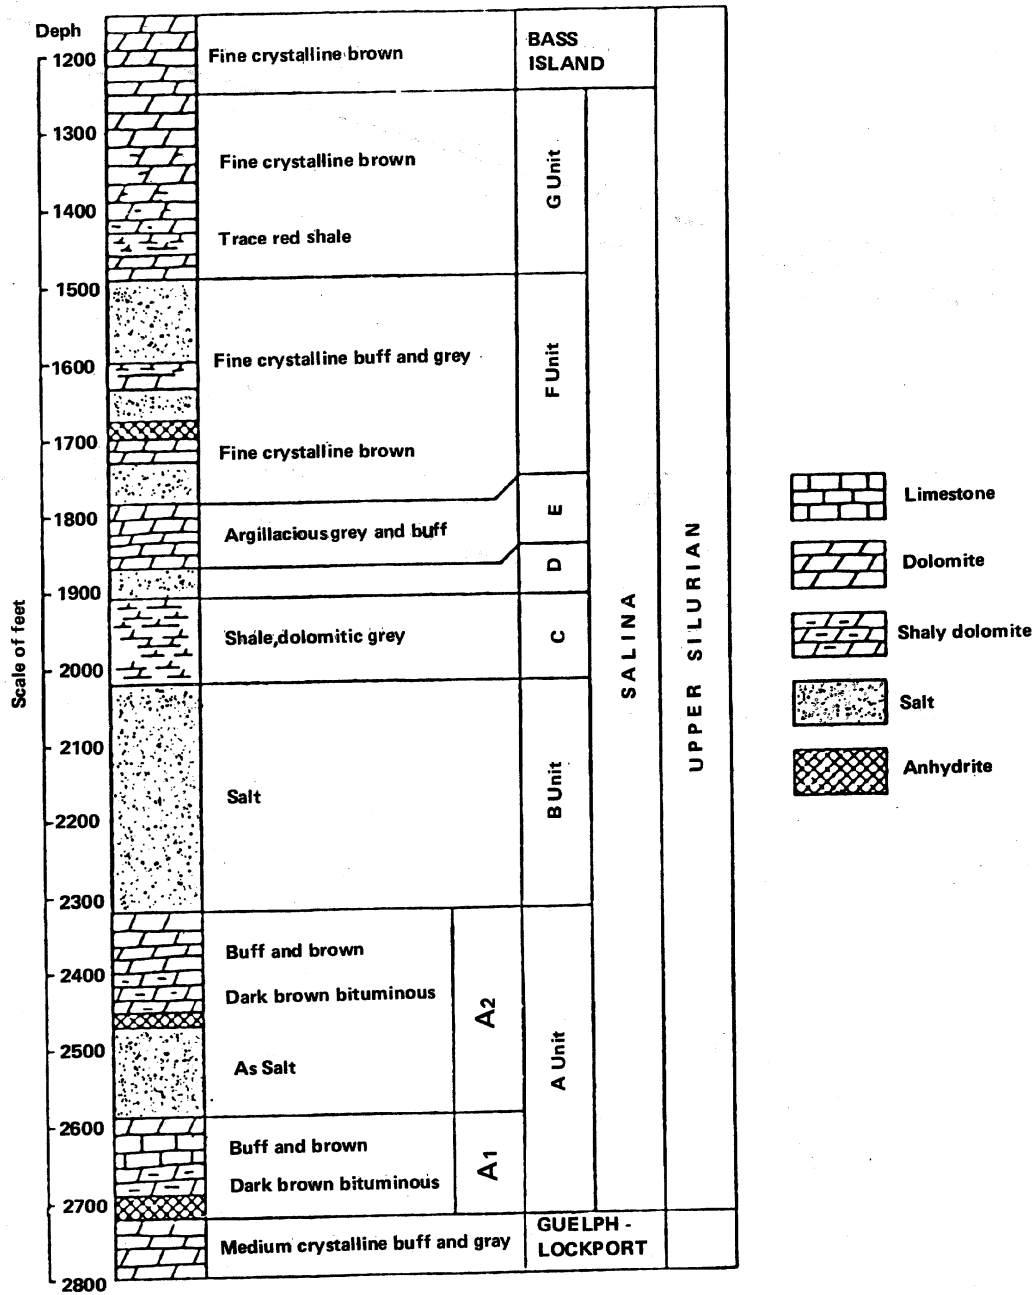 Deph
1200
1300
1400
1500
1600
1700
1800
1900
2000
2100
2200
2300
2400
2500
2600
2700
2800
Scale of feet
Fine crystalline brown
Fine crystalline brown
Trace red shale
Fine crystalline buff and grey
Fine crystalline brown
Argillacious grey and buff
Shale,dolomitic grey
Salt
Buff and brown
Dark brown bituminous
As Salt
Buff and brown
Dark brown bituminous
Medium crystalline buff and gray
A2
A1
BASS
ISLAND
G Unit
F Unit
E
D
C
B Unit
A Unit
GUELPH -
LOCKPORT
SALINA
UPPER SILURIAN
Limestone
Dolomite
Shaly dolomite
Salt
Anhydrite